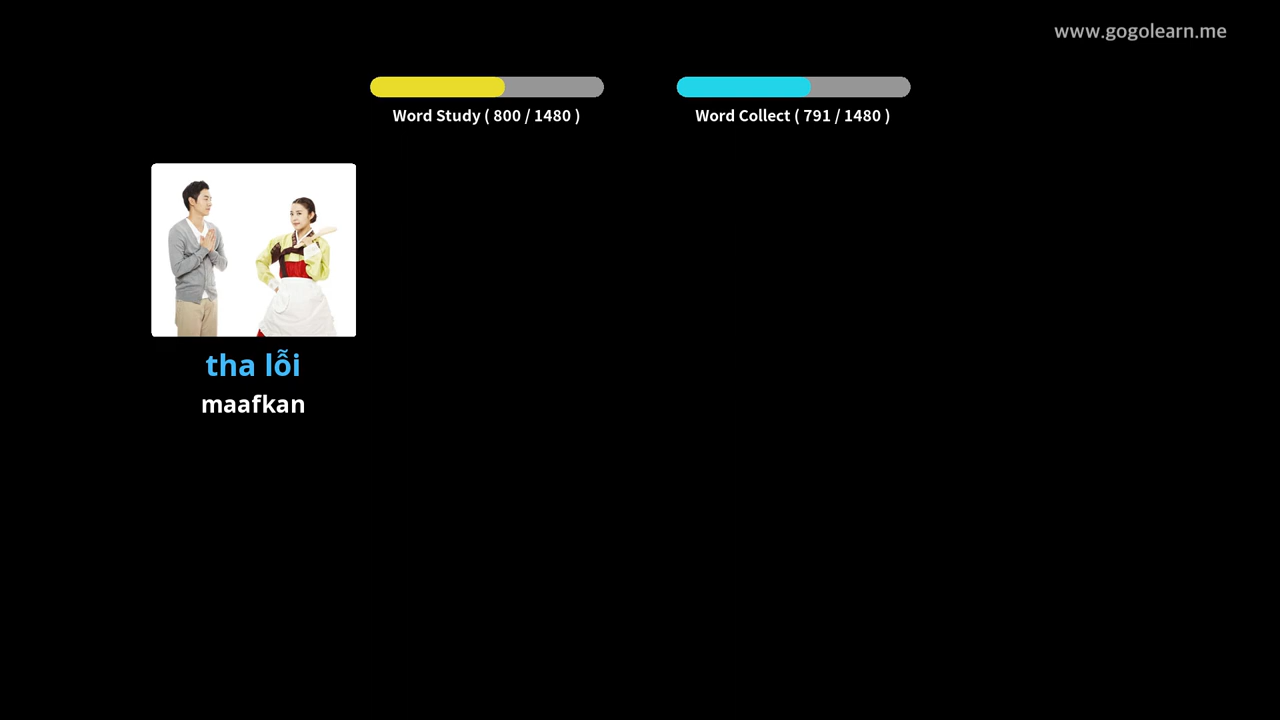 www.gogolearn.me
Word Study ( 800 / 1480 )
Word Collect ( 791 / 1480 )
tha lỗi
maafkan